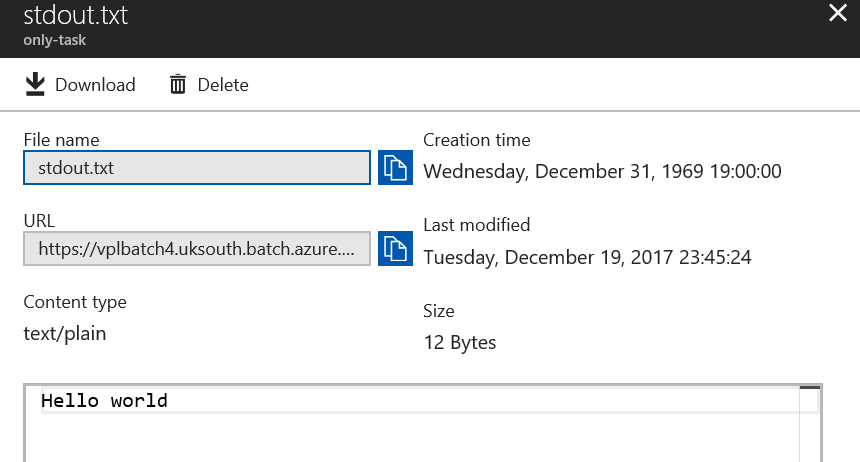 stdout.txt
only-task
Download Delete
File name
stdout.txt
Creation time
Wednesday, December 31, 1969 19:00:00
URL
https://vplbatch4.uksouth.batch.azure....
Last modified
Tuesday, December 19, 2017 23:45:24
Content type
text/plain
Size
12 Bytes
Hello world